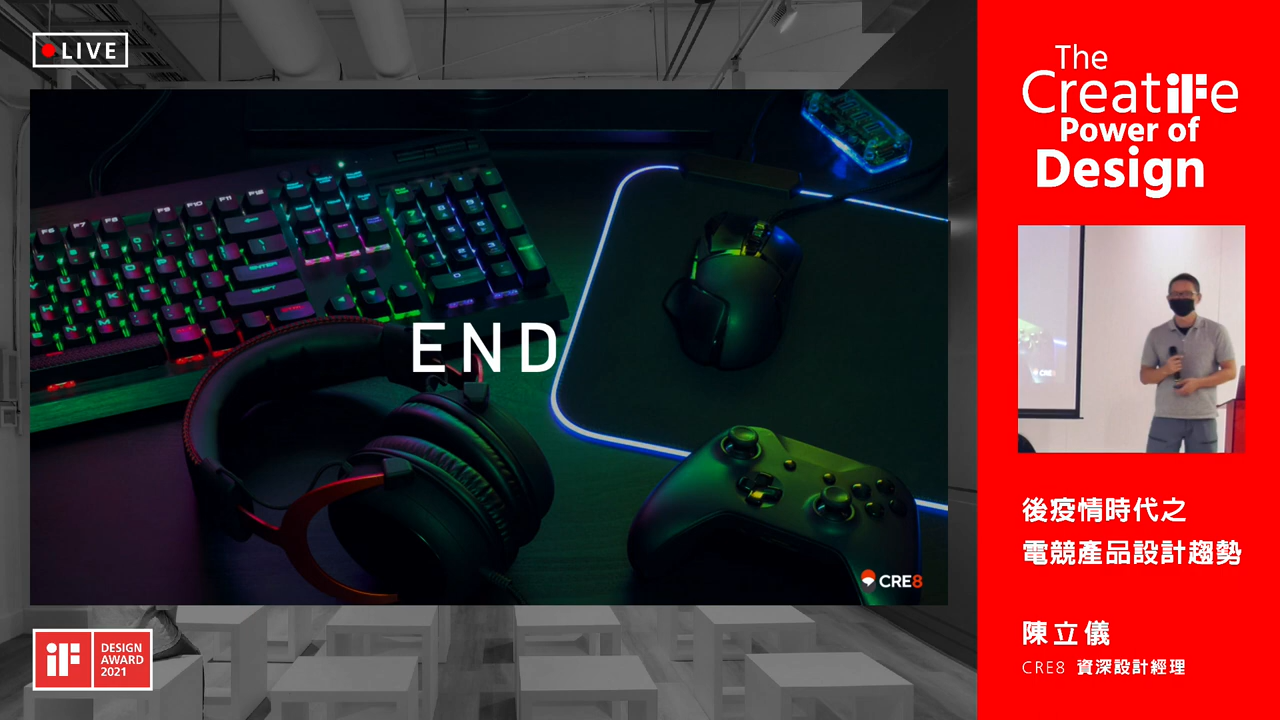 LIVE
END
CRE8
iF
DESIGN
AWARD
2021
The
CreatiFe
Power of
Design
後疫情時代之
電競產品設計趨勢
陳立儀
CRE8 資深設計經理